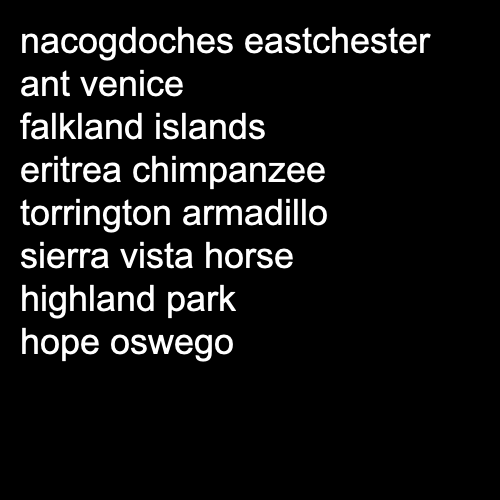 nacogdoches eastchester
ant venice
falkland islands
eritrea chimpanzee
torrington armadillo
sierra vista horse
highland park
hope oswego